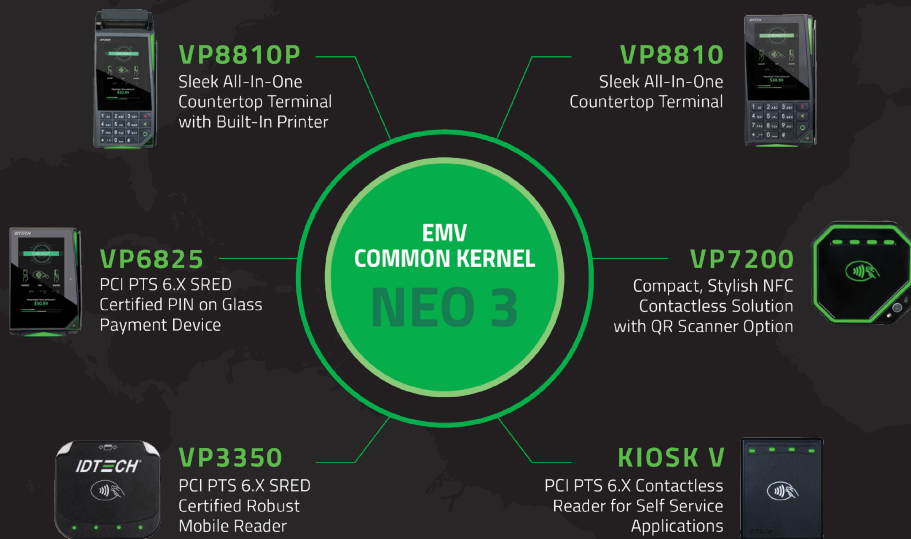 VP8810P
Sleek All-In-One
Countertop Terminal
with Built-In Printer
VP8810
Sleek All-In-One
Countertop Terminal
EMV
COMMON KERNEL
NEO 3
VP6825
PCI PTS 6.X SRED
Certified PIN on Glass
Payment Device
VP7200
Compact, Stylish NFC
Contactless Solution
with QR Scanner Option
IDTECH
VP3350
PCI PTS 6.X SRED
Certified Robust
Mobile Reader
KIOSK V
PCI PTS 6.X Contactless
Reader for Self Service
Applications